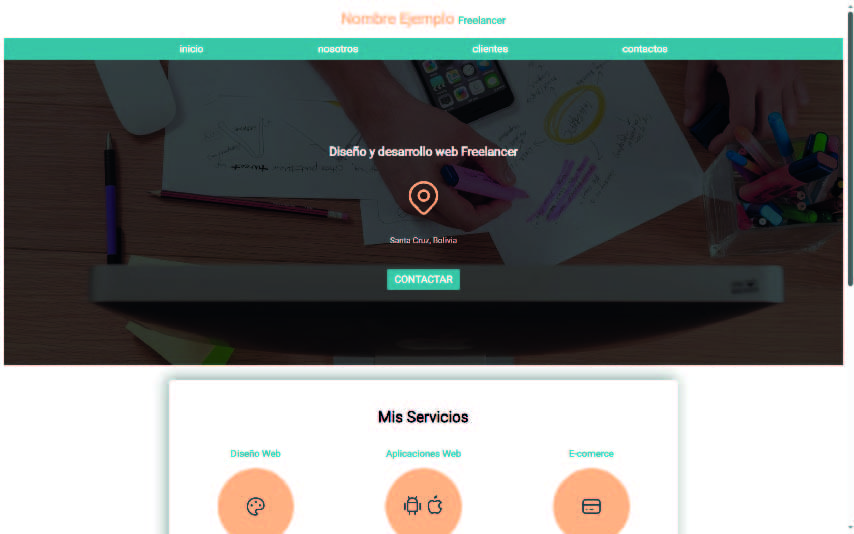 Nombre Ejemplo Freelancer
inicio nosotros clientes contactos
Diseño y desarrollo web Freelancer
Santa Cruz, Bolivia
CONTACTAR
Mis Servicios
Diseño Web Aplicaciones Web E-comerce